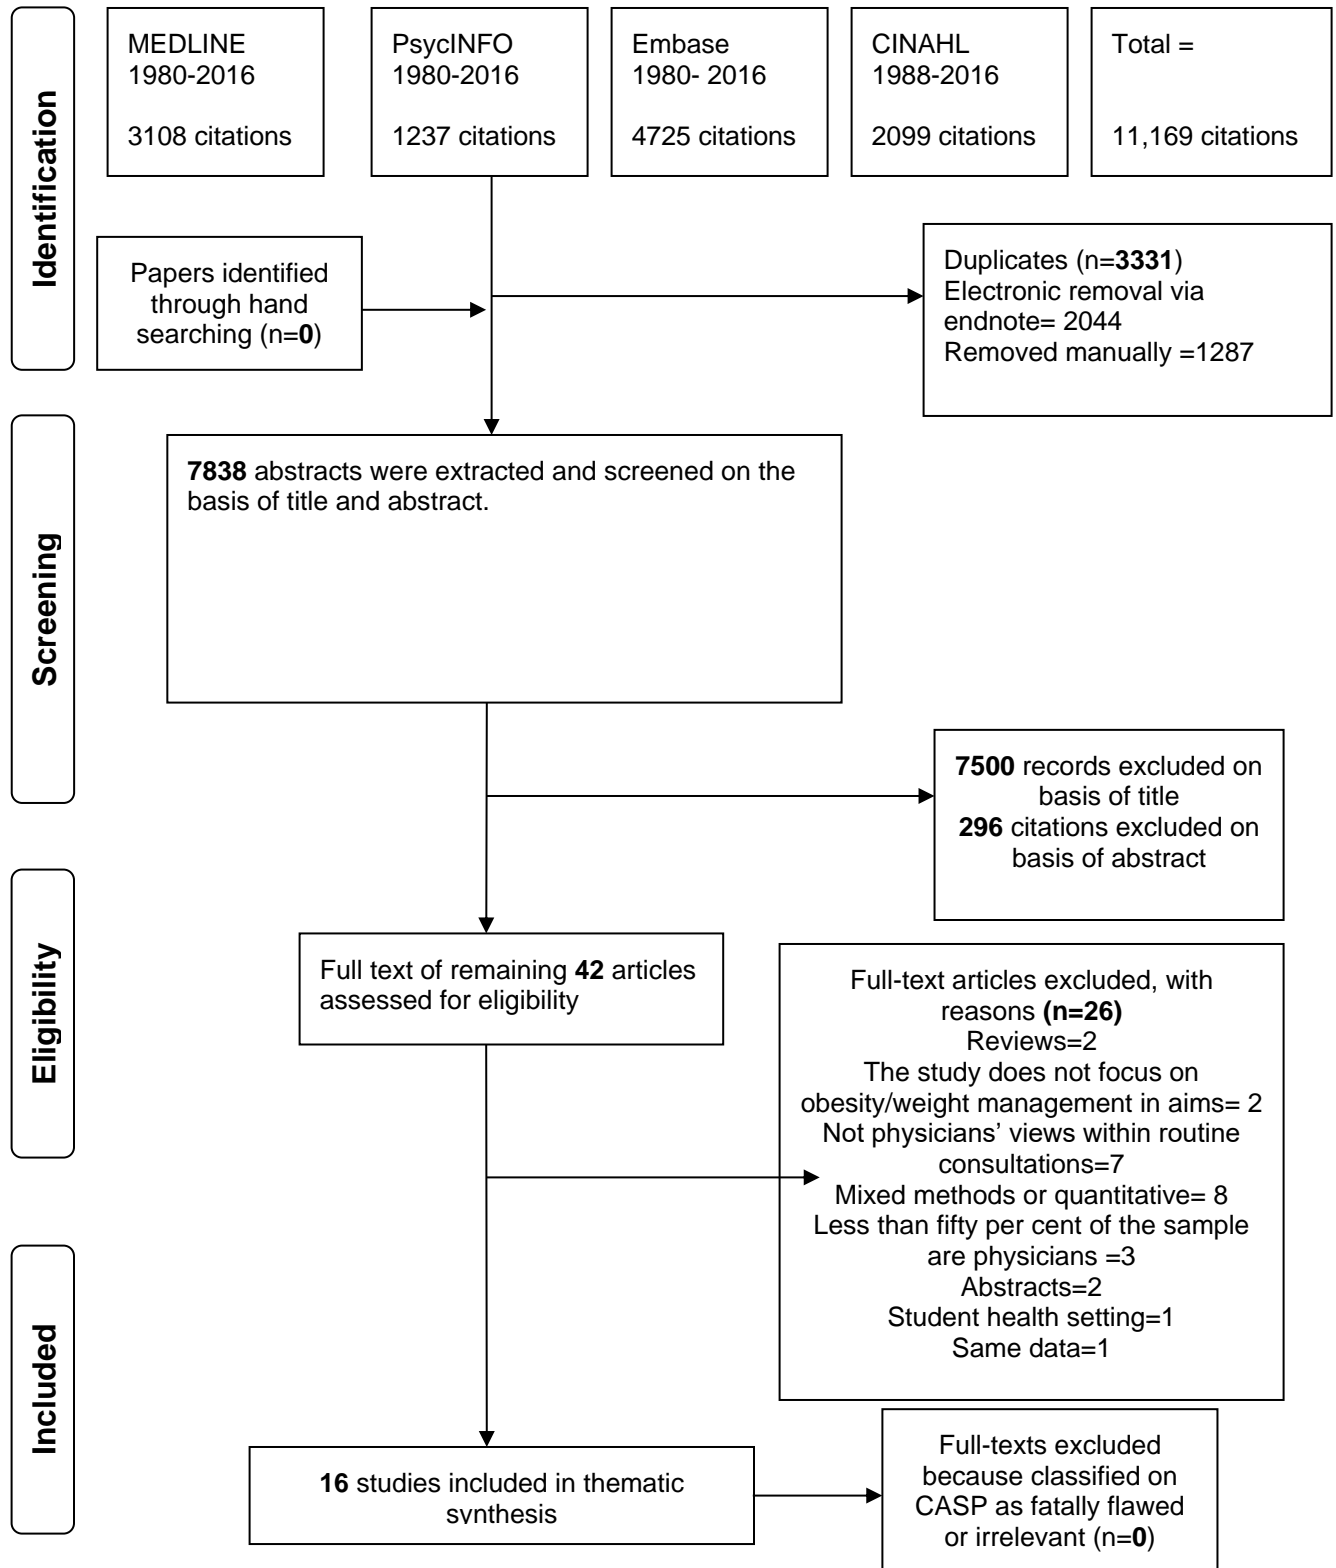 Identification
MEDLINE
1980-2016
3108 citations
PsycINFO
1980-2016
1237 citations
Embase
1980- 2016
4725 citations
CINAHL
1988-2016
2099 citations
Total =
11,169 citations
Papers identified
through hand
searching (n=0)
Duplicates (n=3331)
Electronic removal via
endnote= 2044
Removed manually =1287
Screening
7838 abstracts were extracted and screened on the
basis of title and abstract.
7500 records excluded on
basis of title
296 citations excluded on
basis of abstract
Eligibility
Full text of remaining 42 articles
assessed for eligibility
Full-text articles excluded, with
reasons (n=26)
Reviews=2
The study does not focus on
obesity/weight management in aims= 2
Not physicians’ views within routine
consultations=7
Mixed methods or quantitative= 8
Less than fifty per cent of the sample
are physicians =3
Abstracts=2
Student health setting=1
Same data=1
Included
16 studies included in thematic
synthesis
Full-texts excluded
because classified on
CASP as fatally flawed
or irrelevant (n=0)